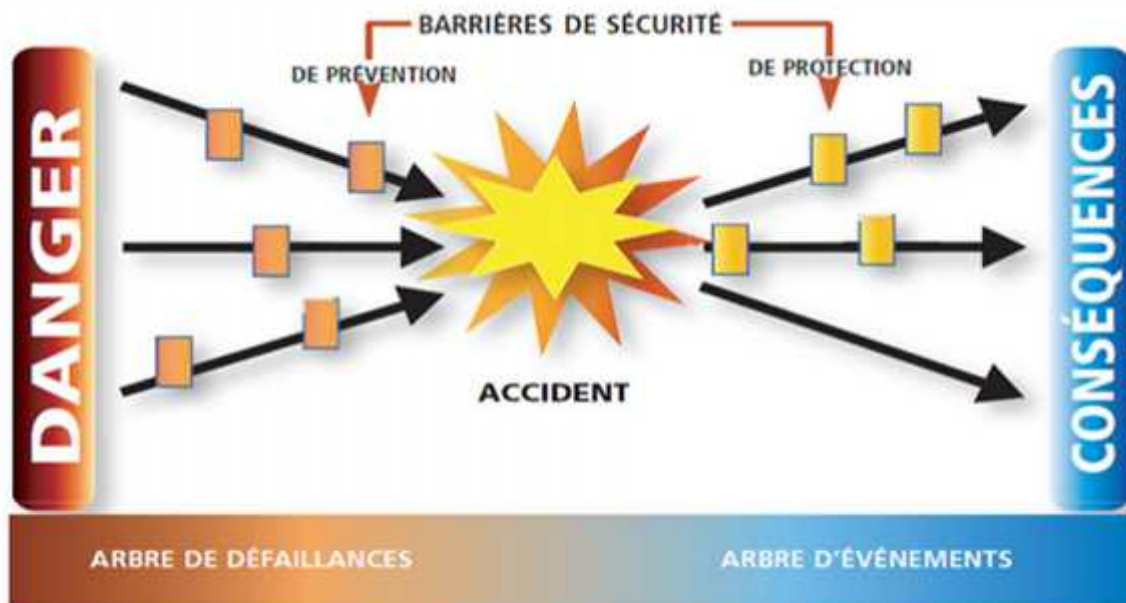 BARRIÈRES DE SÉCURITÉ
DE PRÉVENTION
DE PROTECTION
DANGER
ACCIDENT
CONSÉQUENCES
ARBRE DE DÉFAILLANCES
ARBRE D'ÉVÉNEMENTS